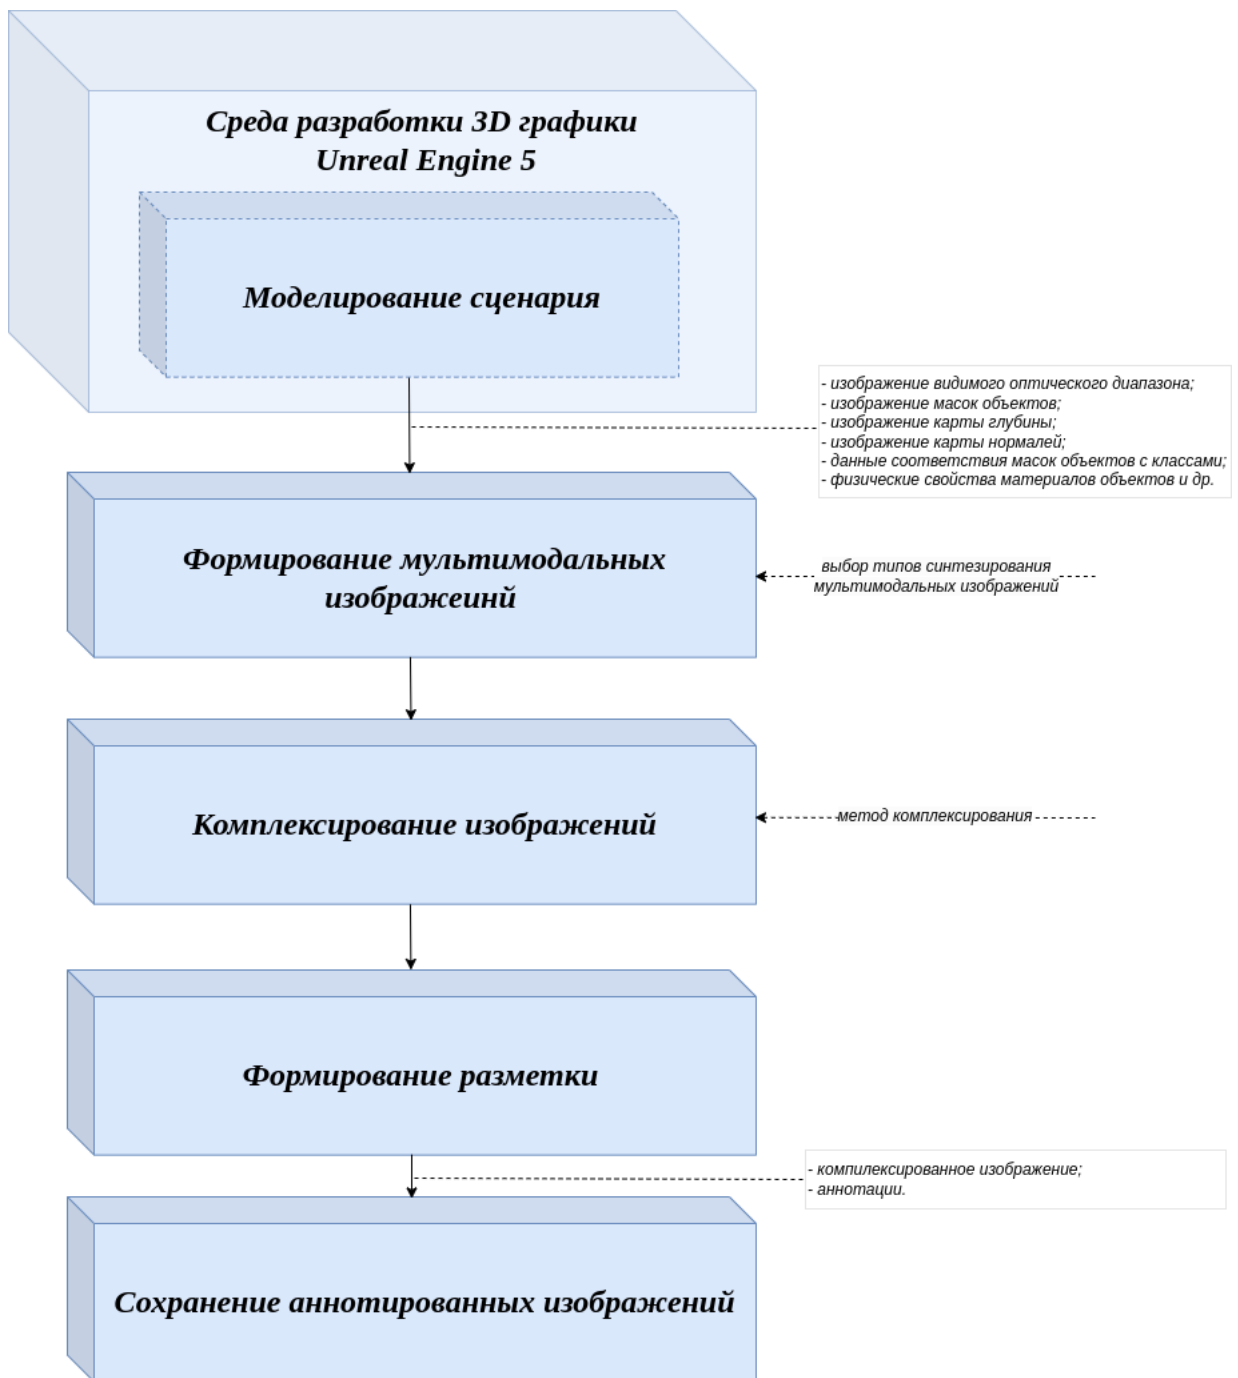 Среда разработки 3D графики
Unreal Engine 5
Моделирование сценария
- изображение видимого оптического диапазона;
- изображение масок объектов;
- изображение карты глубины;
- изображение карты нормалей;
- данные соответствия масок объектов с классами;
- физические свойства материалов объектов и др.
Формирование мультимодальных
изображеинй
выбор типов синтезирования
мультимодальных изображений
Комплексирование изображений
метод комплексирования
Формирование разметки
- компилексированное изображение;
- аннотации.
Сохранение аннотированных изображений